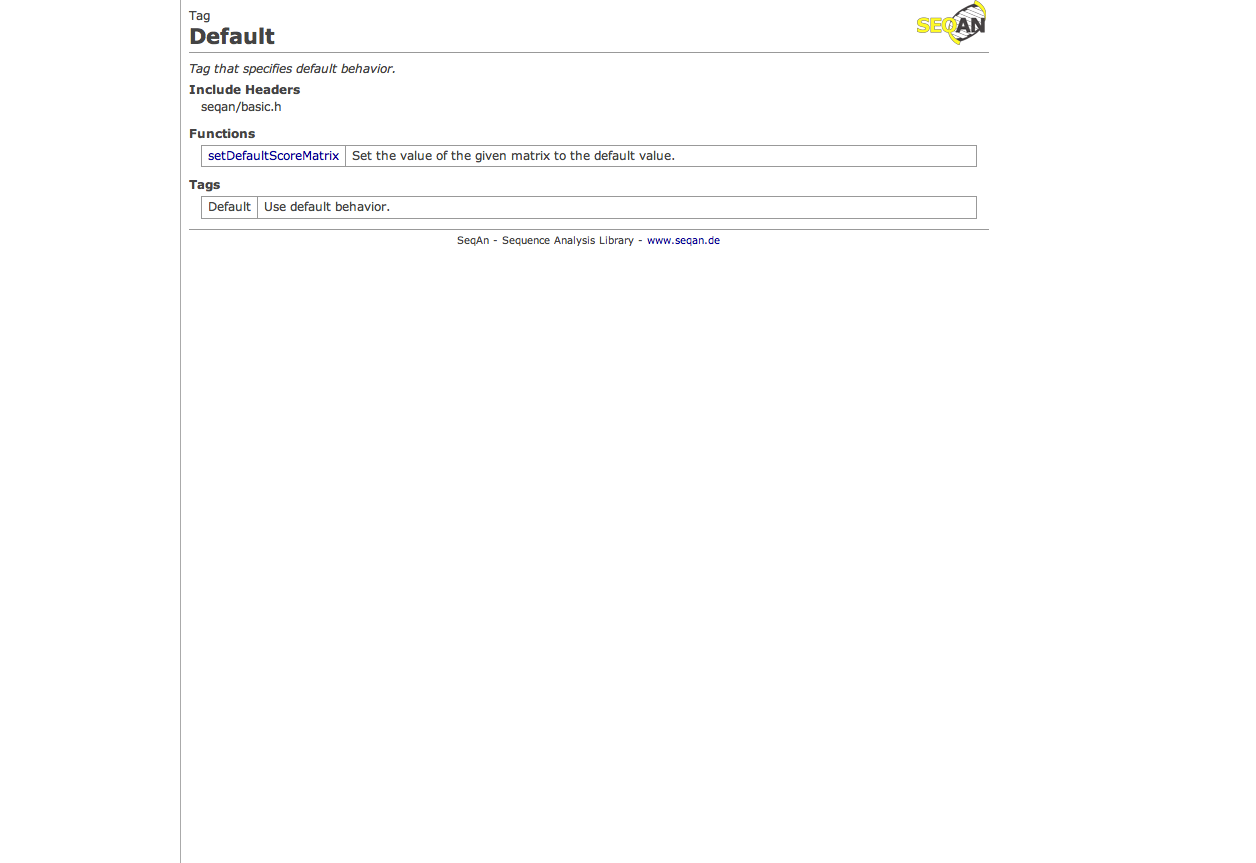 Tag
SEQAN
Default
Tag that specifies default behavior.
Include Headers
seqan/basic.h
Functions
setDefaultScoreMatrix Set the value of the given matrix to the default value.
Tags
Default Use default behavior.
SeqAn - Sequence Analysis Library - www.seqan.de